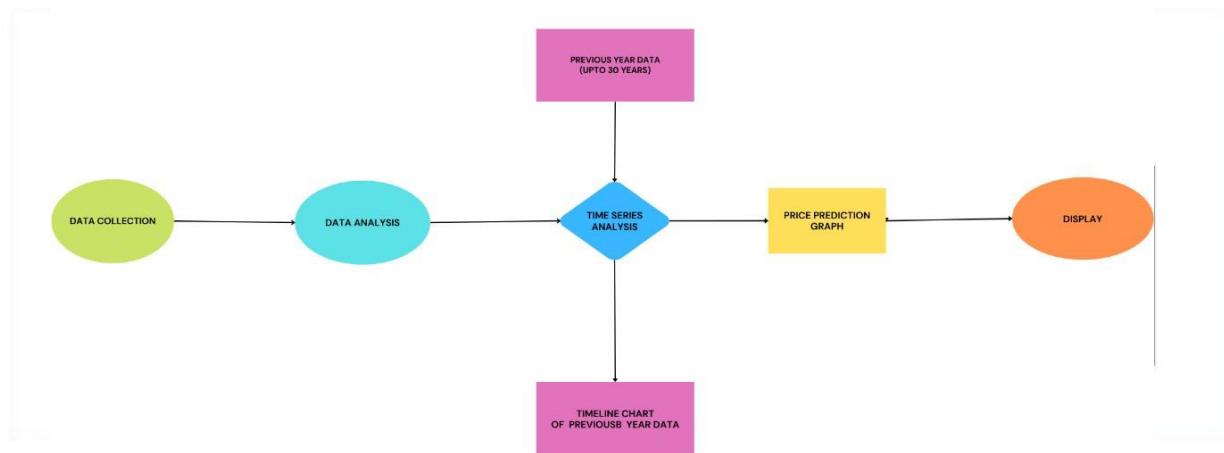 PREVIOUS YEAR DATA
(UPTO 30 YEARS)
DATA COLLECTION
DATA ANALYSIS
TIME SERIES
ANALYSIS
PRICE PREDICTION
GRAPH
DISPLAY
TIMELINE CHART
OF PREVIOUSB YEAR DATA